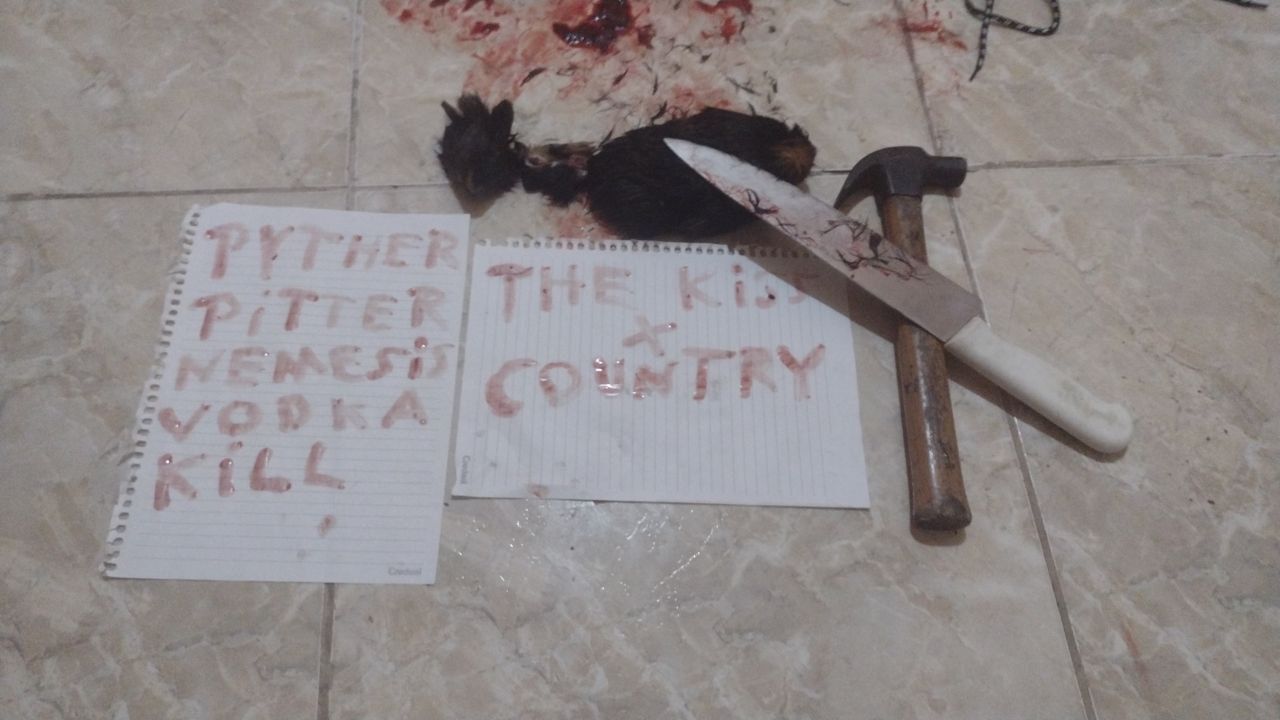 PYTHER
PiTTER
NEMESiS
VODKA
KiLL
THE KiSS
X
COUNTRY